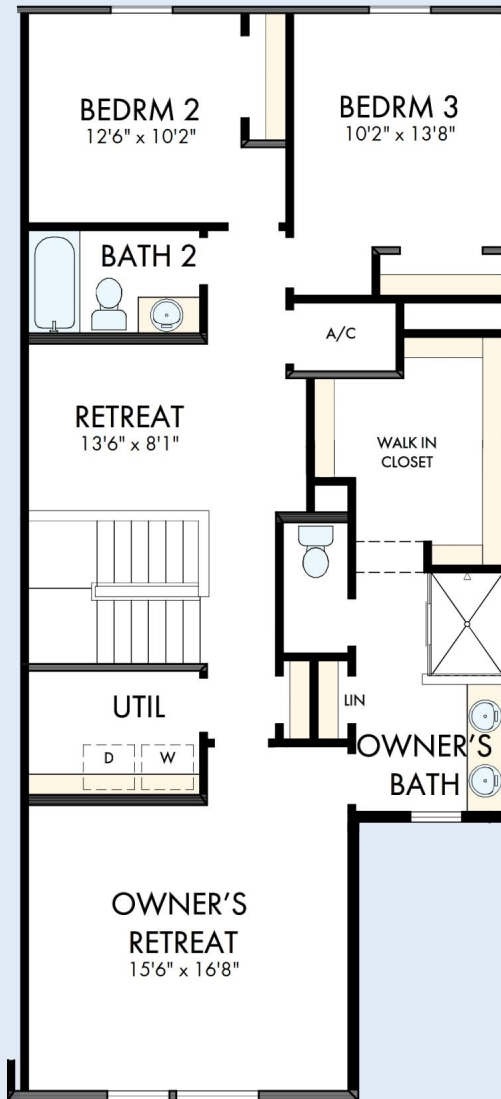 BEDRM 2
12'6" x 10'2"
BEDRM 3
10'2" x 13'8"
BATH 2
A/C
RETREAT
13'6" x 8'1"
WALK IN
CLOSET
UTIL
D
W
LIN
OWNER'S
BATH
OWNER'S
RETREAT
15'6" x 16'8"